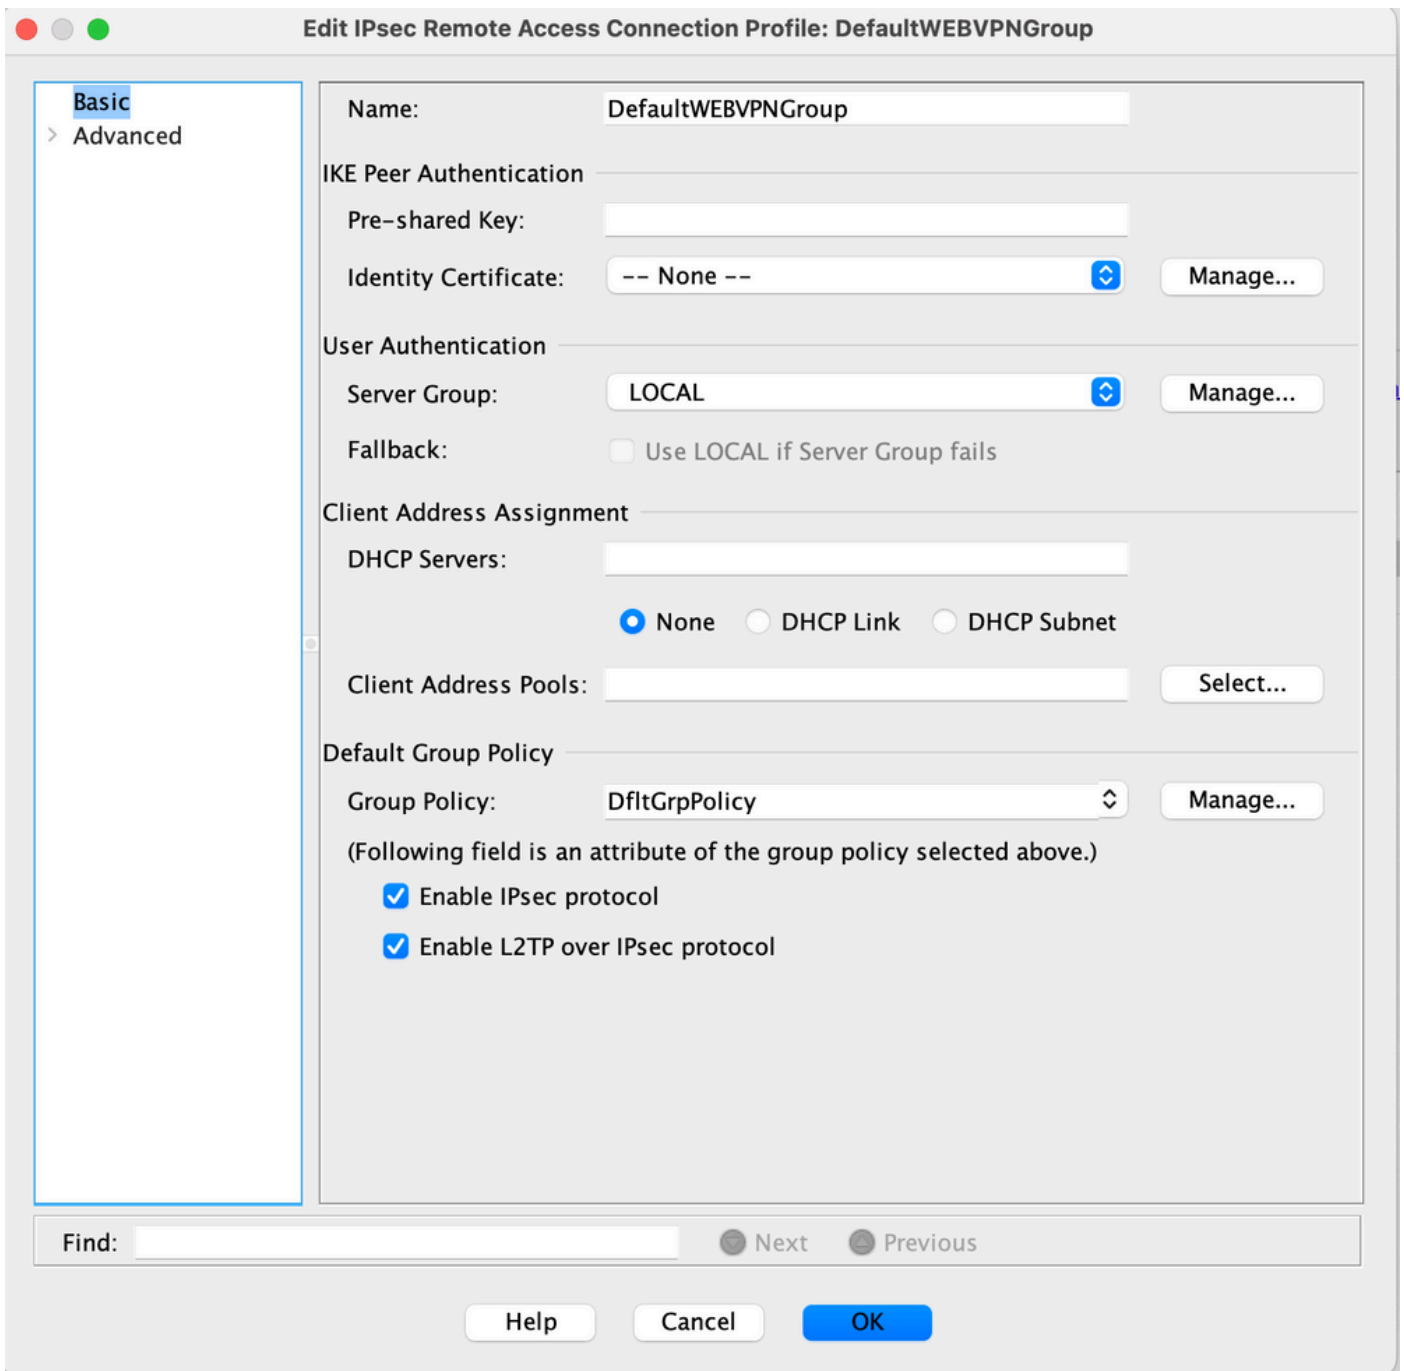 Edit IPsec Remote Access Connection Profile: DefaultWEBVPNGroup
Basic
Advanced
Name: DefaultWEBVPNGroup
IKE Peer Authentication
Pre-shared Key:
Identity Certificate: -- None -- Manage...
User Authentication
Server Group: LOCAL Manage...
Fallback: Use LOCAL if Server Group fails
Client Address Assignment
DHCP Servers:
None DHCP Link DHCP Subnet
Client Address Pools: Select...
Default Group Policy
Group Policy: DfltGrpPolicy Manage...
(Following field is an attribute of the group policy selected above.)
Enable IPsec protocol
Enable L2TP over IPsec protocol
Find: Next Previous
Help Cancel OK